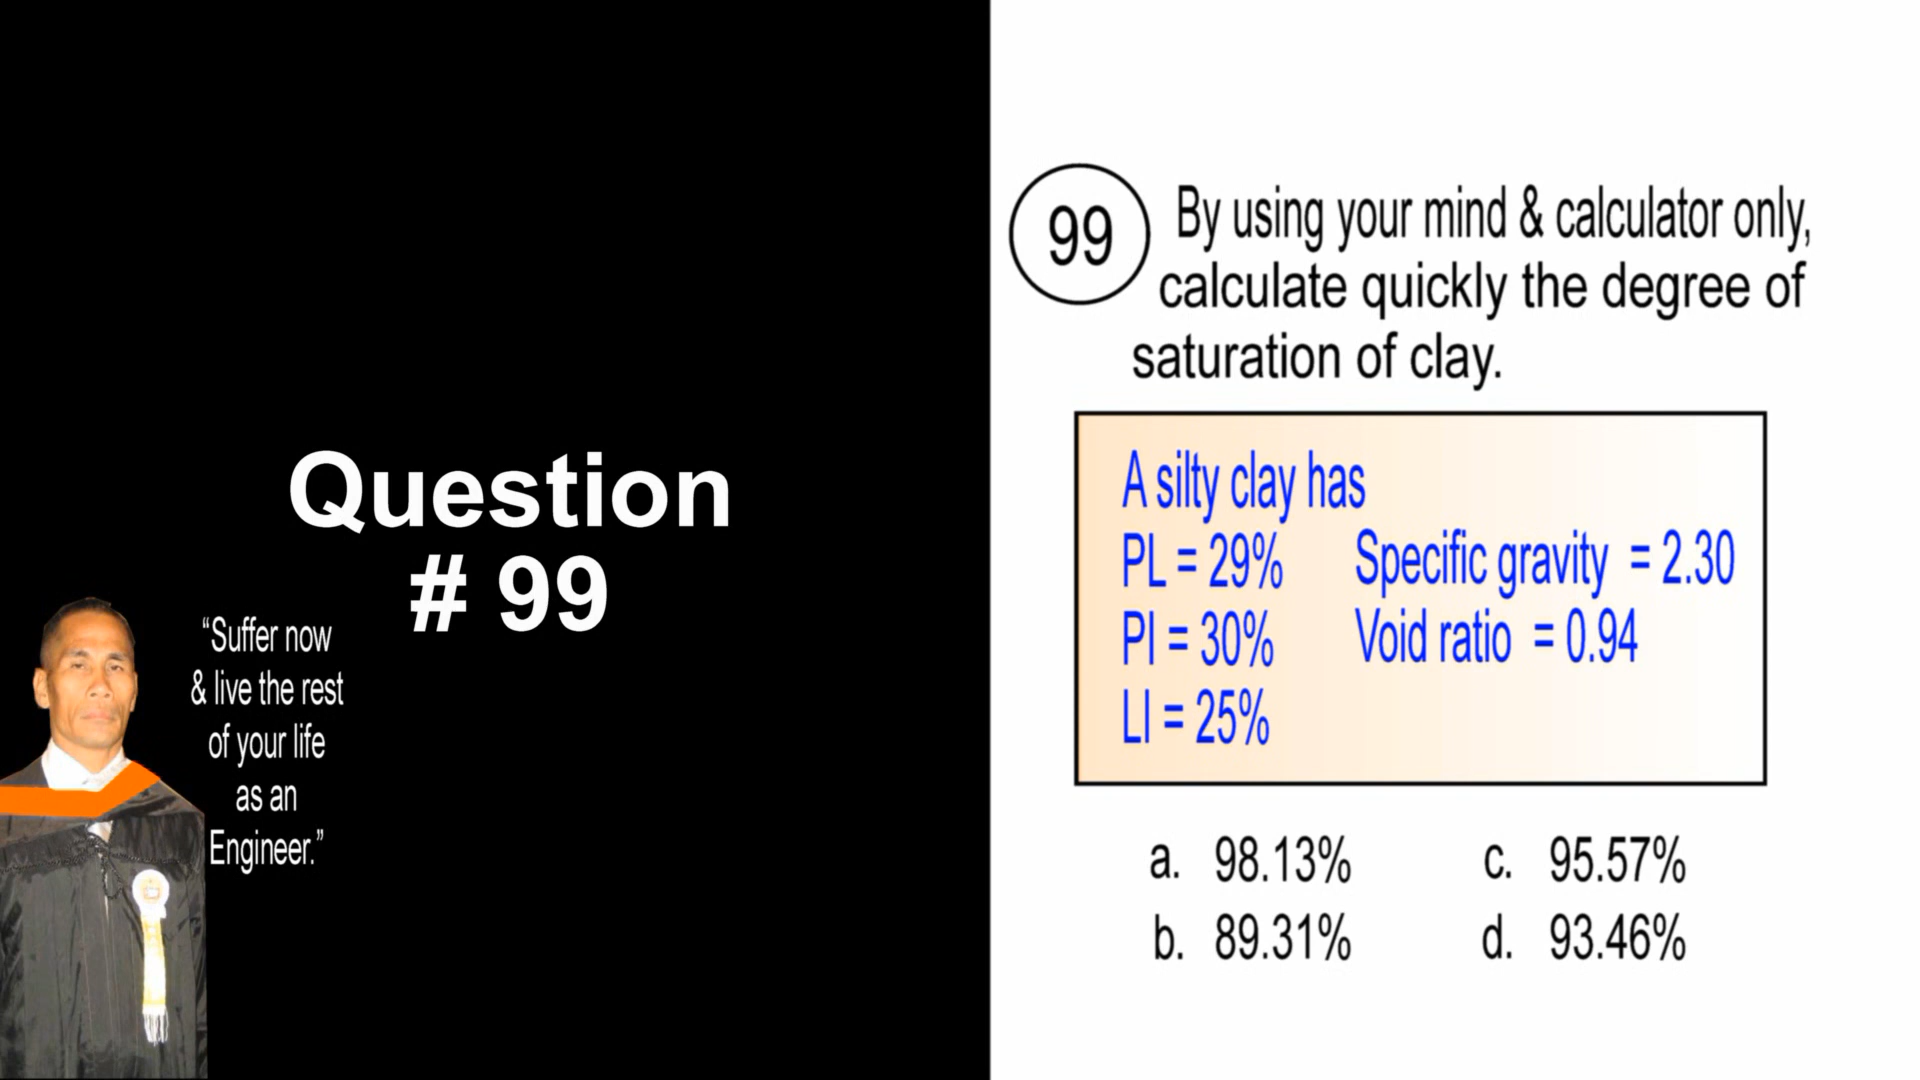 Question
# 99
“Suffer now
& live the rest
of your life
as an
Engineer.”
99
By using your mind & calculator only,
calculate quickly the degree of
saturation of clay.
A silty clay has
PL = 29%
PI = 30%
LI = 25%
Specific gravity = 2.30
Void ratio = 0.94
a. 98.13%
b. 89.31%
c. 95.57%
d. 93.46%